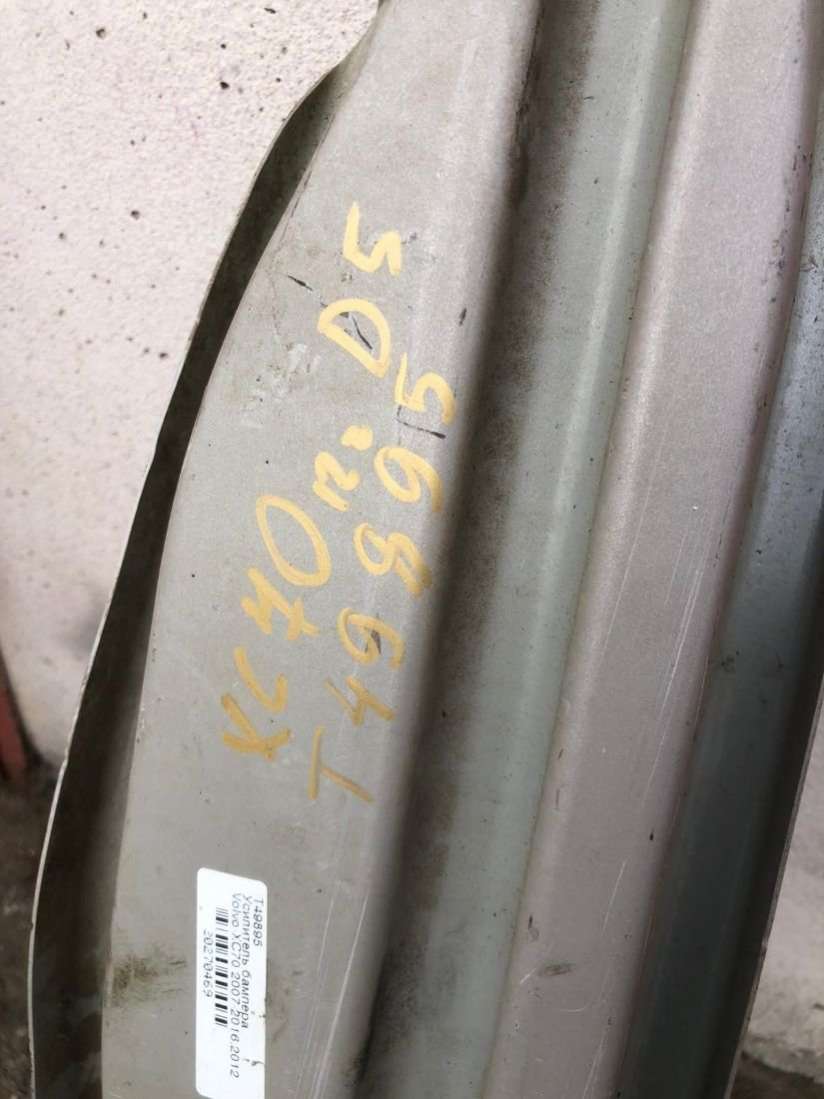 XC70 D5
T49895
T49895
Усилитель бампера
Volvo XC70 2007-2016 2012
20270469